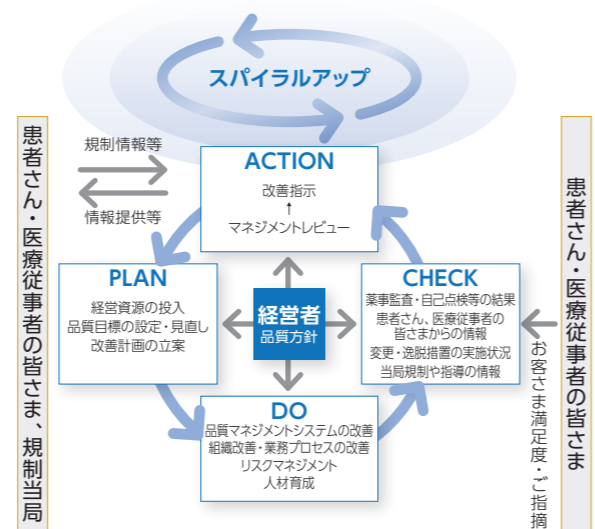 スパイラルアップ
患者さん・医療従事者の皆さま、規制当局
規制情報等
情報提供等
ACTION
改善指示
↑
マネジメントレビュー
PLAN
経営資源の投入
品質目標の設定・見直し
改善計画の立案
経営者
品質方針
CHECK
薬事監査・自己点検等の結果
患者さん、医療従事者の
皆さまからの情報
変更・逸脱措置の実施状況
当局規制や指導の情報
DO
品質マネジメントシステムの改善
組織改善・業務プロセスの改善
リスクマネジメント
人材育成
お客さま満足度・ご指摘
患者さん・医療従事者の皆さま